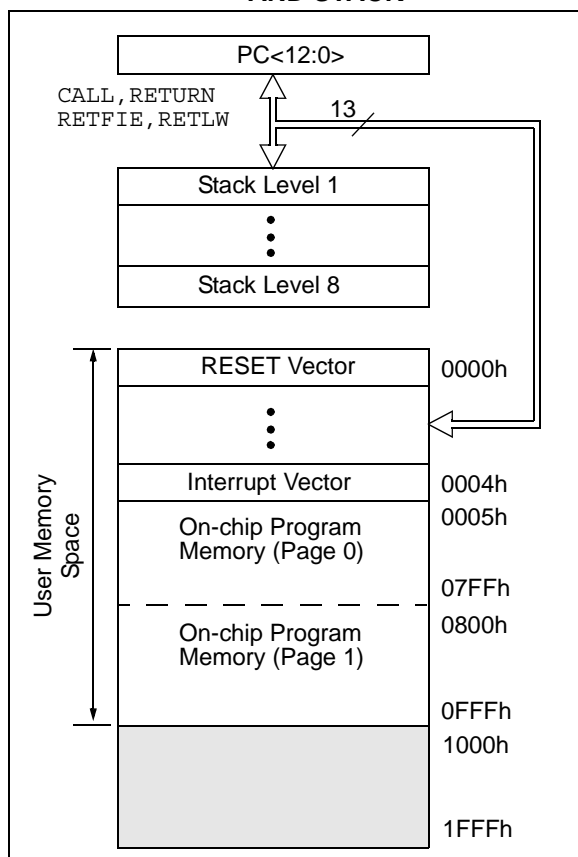 AND STACK
PC<12:0>
CALL,RETURN
RETFIE,RETLW
13
Stack Level 1
Stack Level 8
RESET Vector
0000h
Interrupt Vector
0004h
0005h
On-chip Program
Memory (Page 0)
07FFh
0800h
On-chip Program
Memory (Page 1)
0FFFh
1000h
1FFFh
User Memory
Space